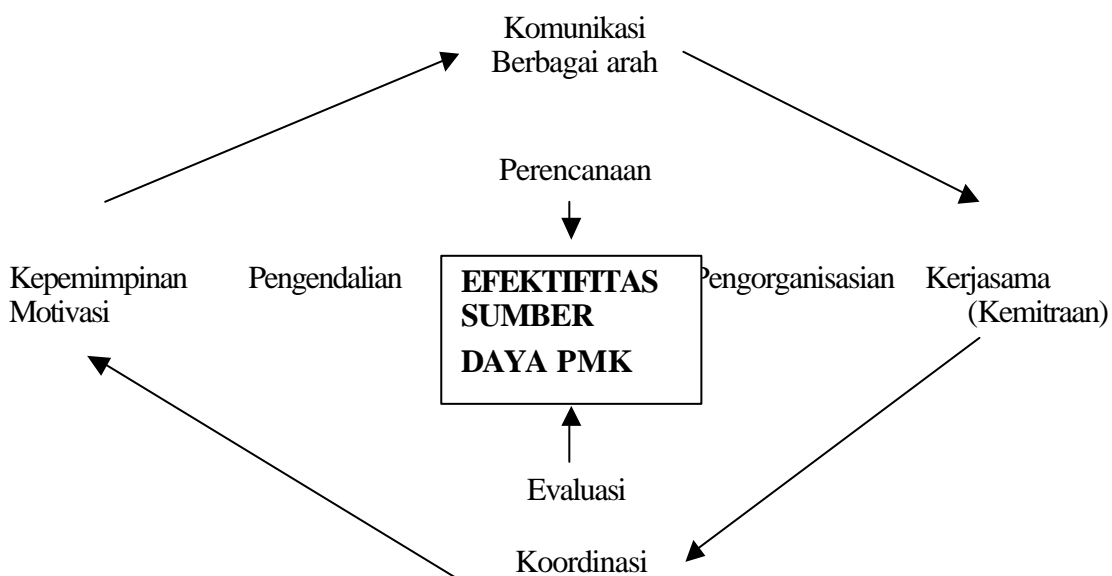 Komunikasi
Berbagai arah
Perencanaan
Kepemimpinan
Motivasi
Pengendalian
EFEKTIFITAS
SUMBER
DAYA PMK
Pengorganisasian
Kerjasama
(Kemitraan)
Evaluasi
Koordinasi